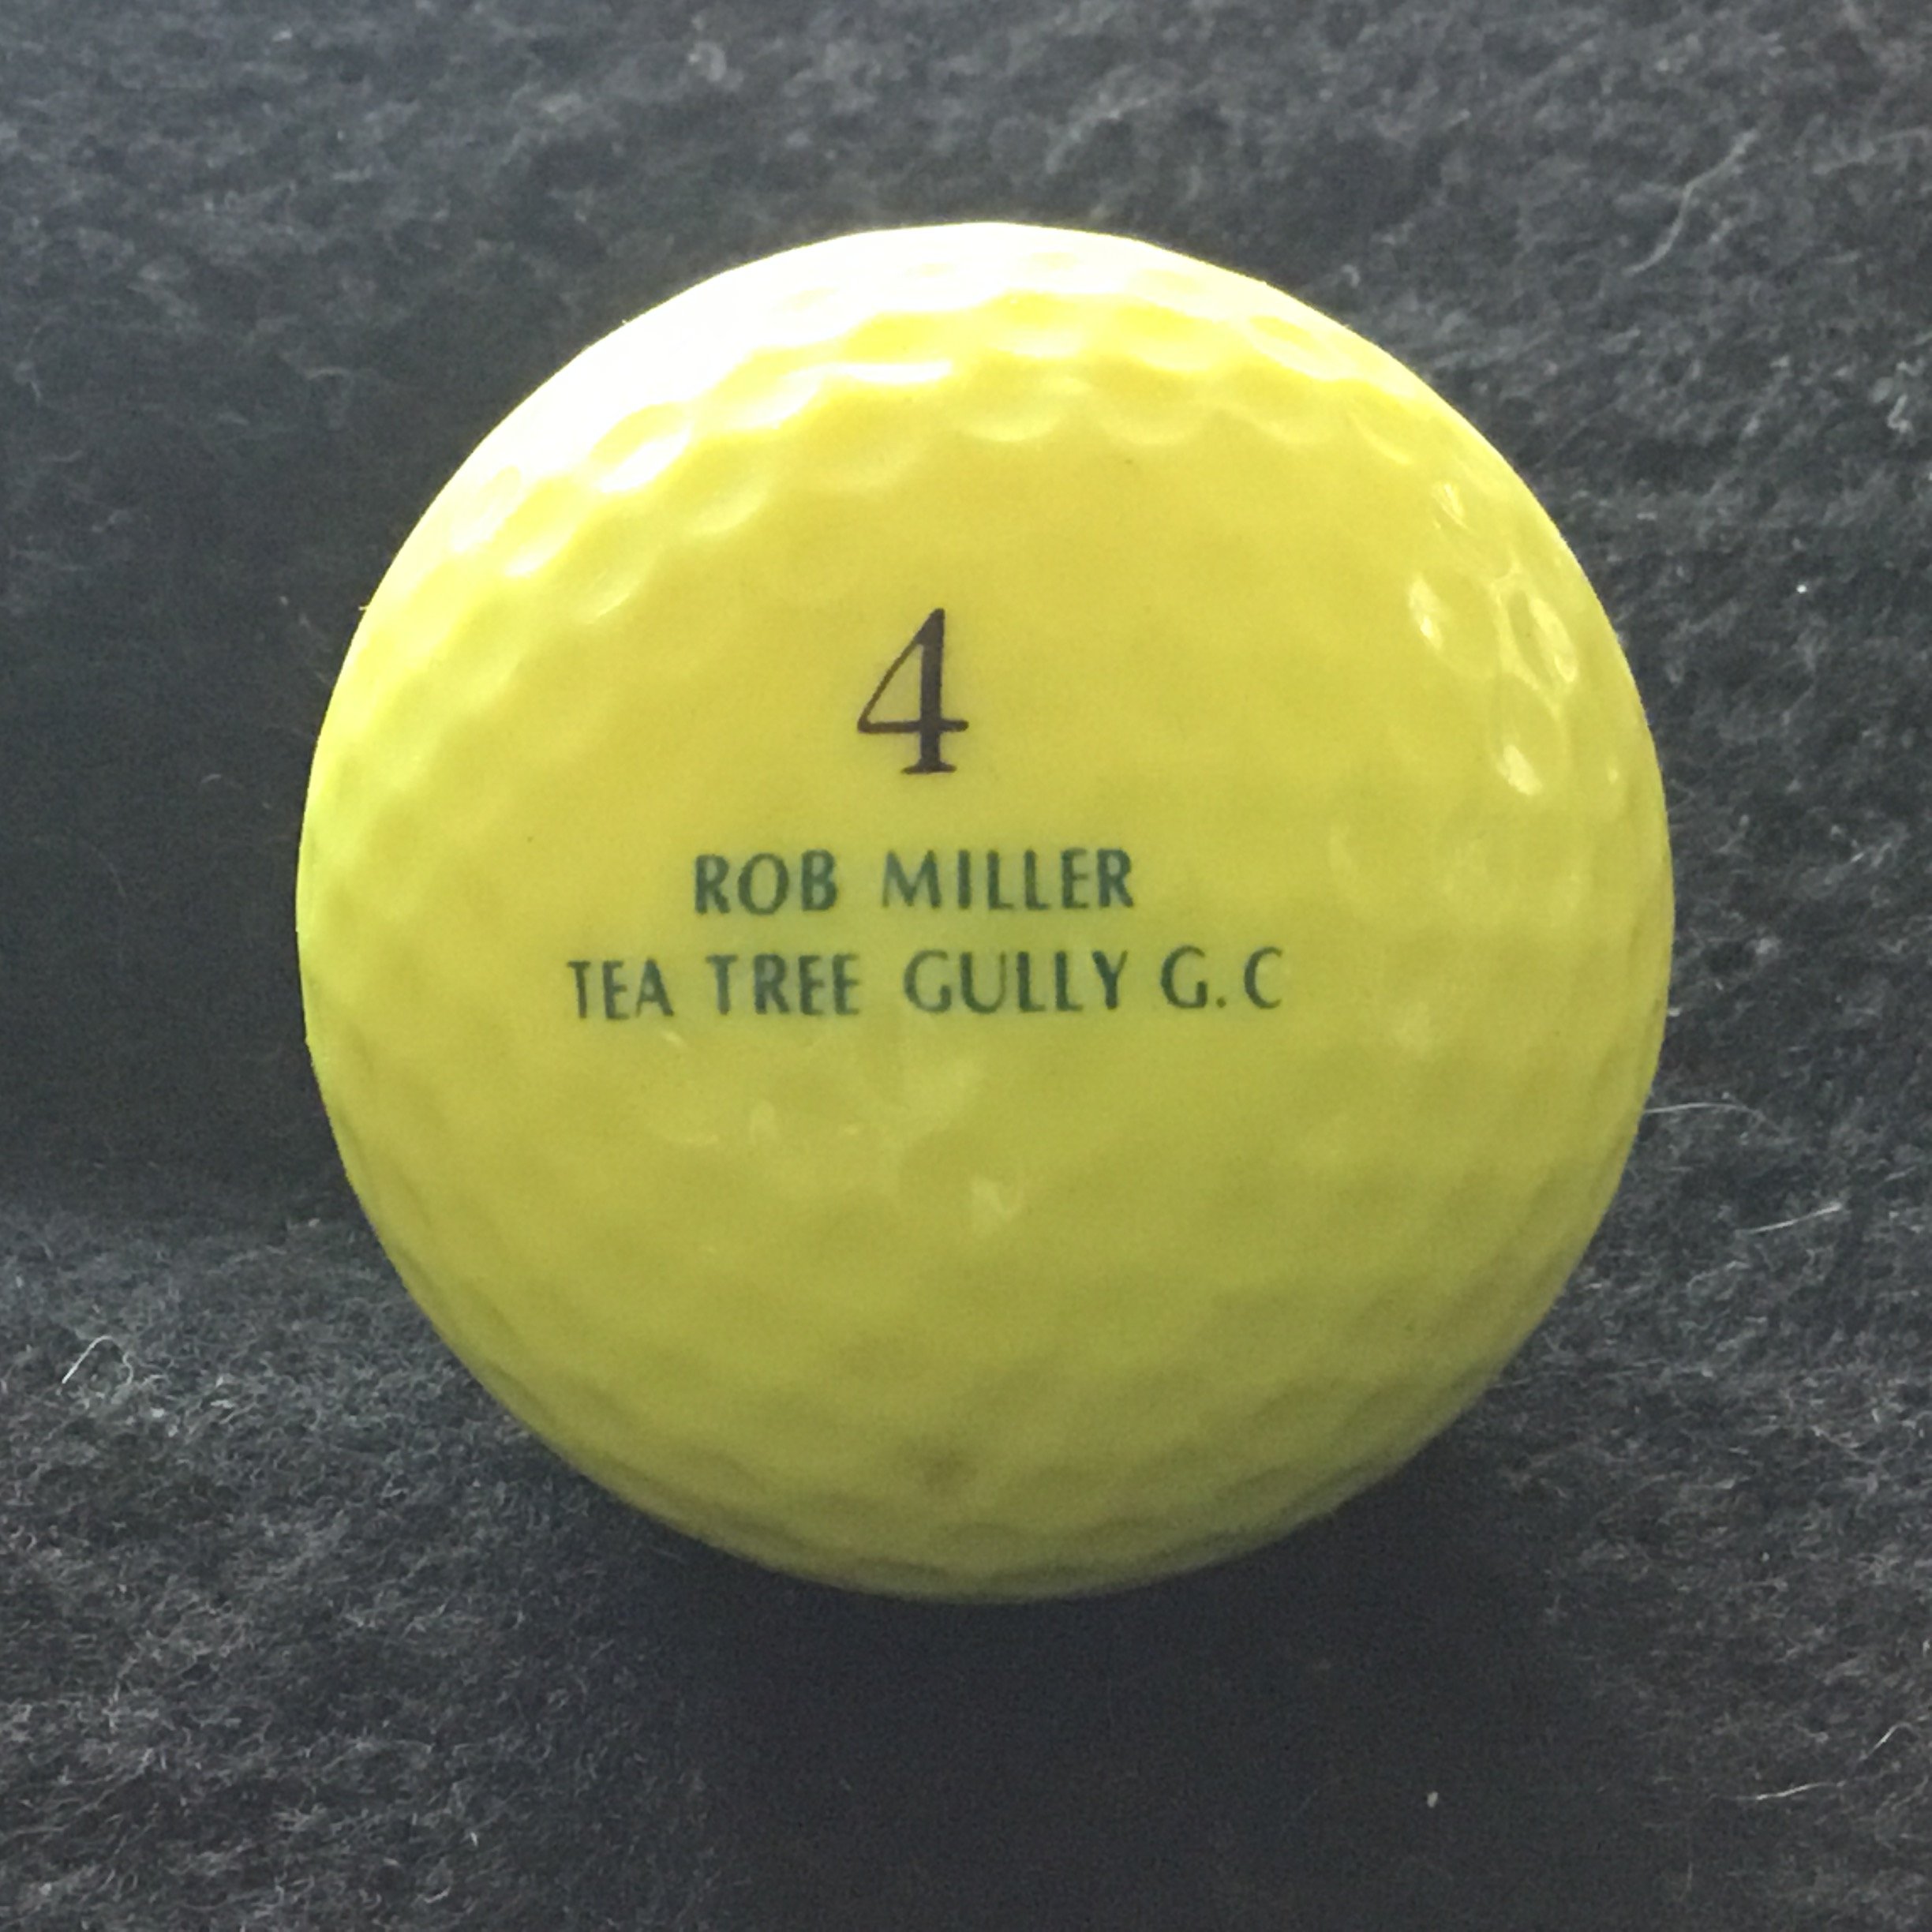 4
ROB MILLER
TEA TREE GULLY G.C